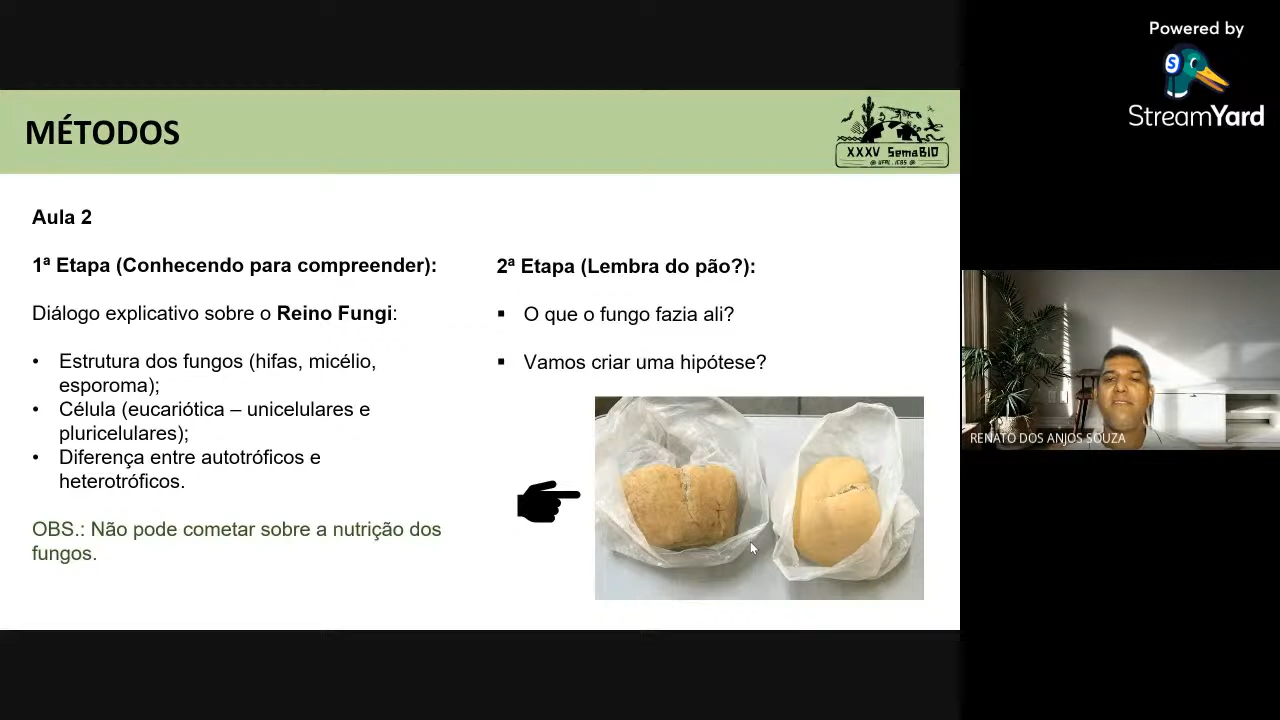 MÉTODOS
XXXV SemaBIO
@ UFAL.ICBS @
Aula 2
1ª Etapa (Conhecendo para compreender):
Diálogo explicativo sobre o Reino Fungi:
• Estrutura dos fungos (hifas, micélio,
esporoma);
• Célula (eucariótica – unicelulares e
pluricelulares);
• Diferença entre autotróficos e
heterotróficos.
OBS.: Não pode cometar sobre a nutrição dos
fungos.
2ª Etapa (Lembra do pão?):
▪ O que o fungo fazia ali?
▪ Vamos criar uma hipótese?
Powered by
S
StreamYard
RENATO DOS ANJOS SOUZA